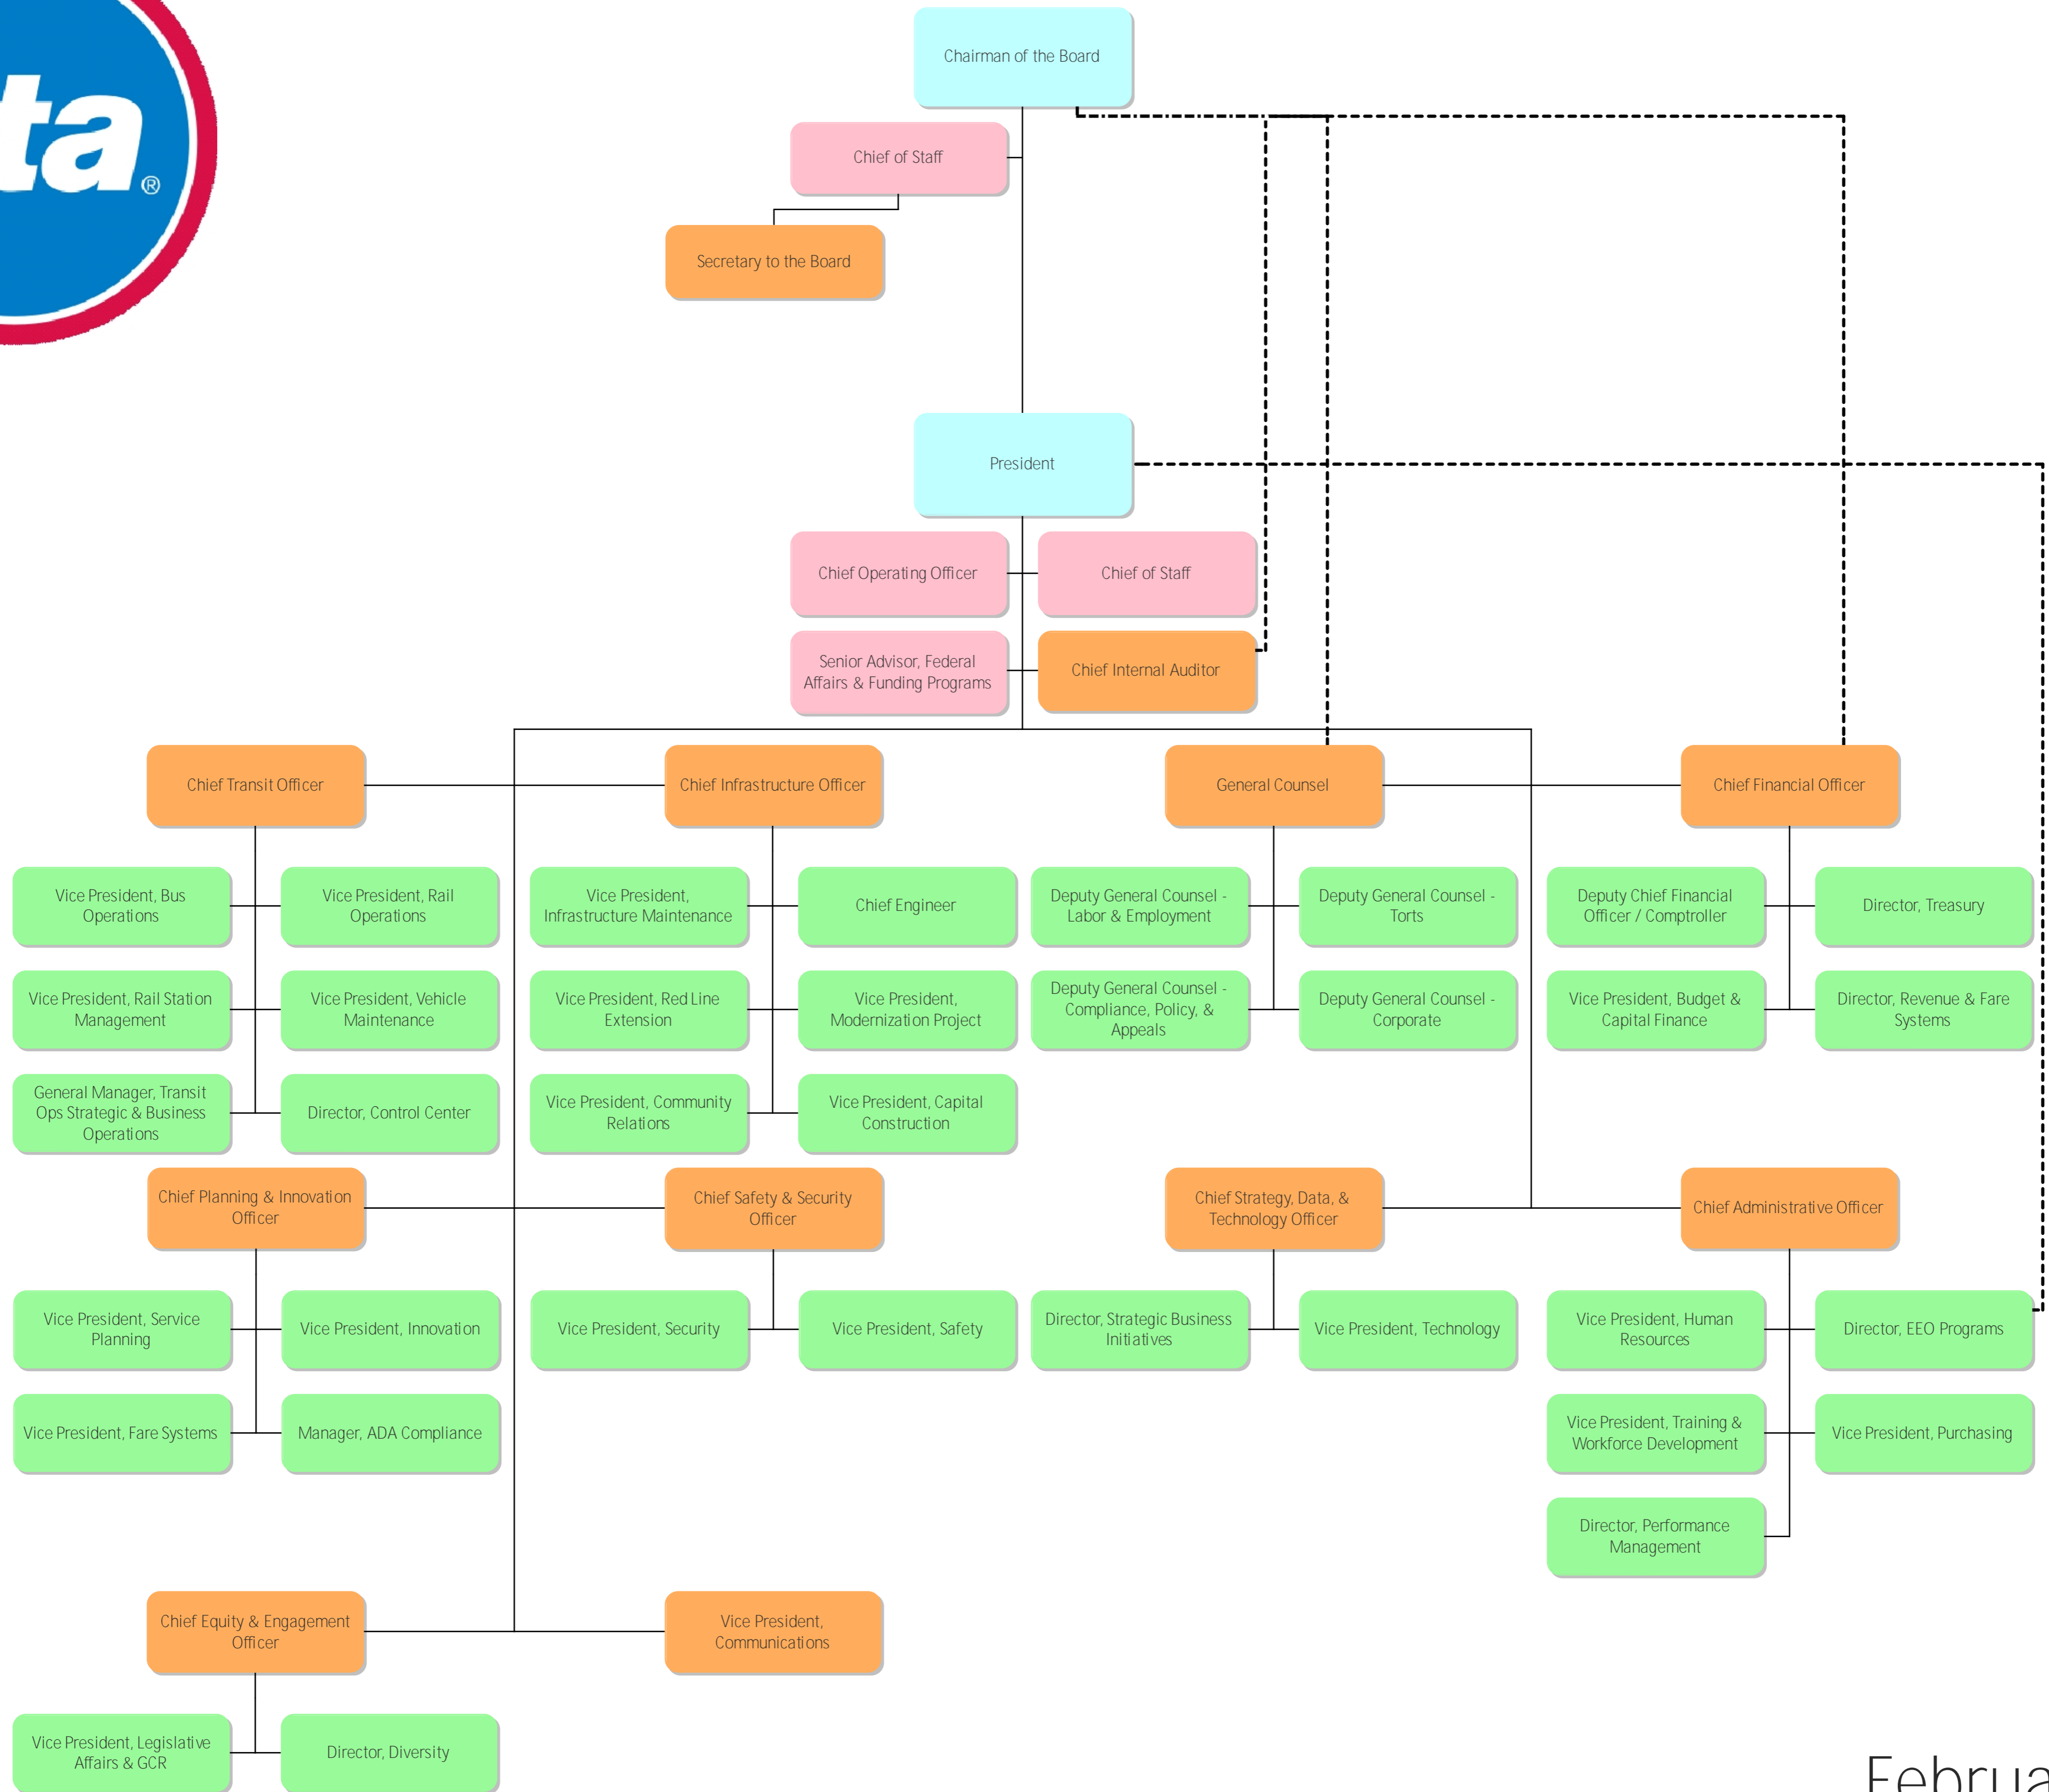 ta
®
Chairman of the Board
Chief of Staff
Secretary to the Board
President
Chief Operating Officer
Chief of Staff
Senior Advisor, Federal
Affairs & Funding Programs
Chief Internal Auditor
Chief Transit Officer
Chief Infrastructure Officer
General Counsel
Chief Financial Officer
Vice President, Bus
Operations
Vice President, Rail
Operations
Vice President,
Infrastructure Maintenance
Chief Engineer
Deputy General Counsel -
Labor & Employment
Deputy General Counsel -
Torts
Deputy Chief Financial
Officer / Comptroller
Director, Treasury
Vice President, Rail Station
Management
Vice President, Vehicle
Maintenance
Vice President, Red Line
Extension
Vice President,
Modernization Project
Deputy General Counsel -
Compliance, Policy, &
Appeals
Deputy General Counsel -
Corporate
Vice President, Budget &
Capital Finance
Director, Revenue & Fare
Systems
General Manager, Transit
Ops Strategic & Business
Operations
Director, Control Center
Vice President, Community
Relations
Vice President, Capital
Construction
Chief Planning & Innovation
Officer
Chief Safety & Security
Officer
Chief Strategy, Data, &
Technology Officer
Chief Administrative Officer
Vice President, Service
Planning
Vice President, Innovation
Vice President, Security
Vice President, Safety
Director, Strategic Business
Initiatives
Vice President, Technology
Vice President, Human
Resources
Director, EEO Programs
Vice President, Fare Systems
Manager, ADA Compliance
Vice President, Training &
Workforce Development
Vice President, Purchasing
Director, Performance
Management
Chief Equity & Engagement
Officer
Vice President,
Communications
Vice President, Legislative
Affairs & GCR
Director, Diversity
Februa